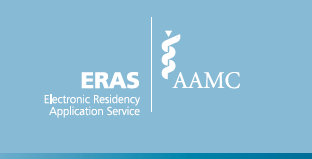 ERAS
Electronic Residency
Application Service
AAMC